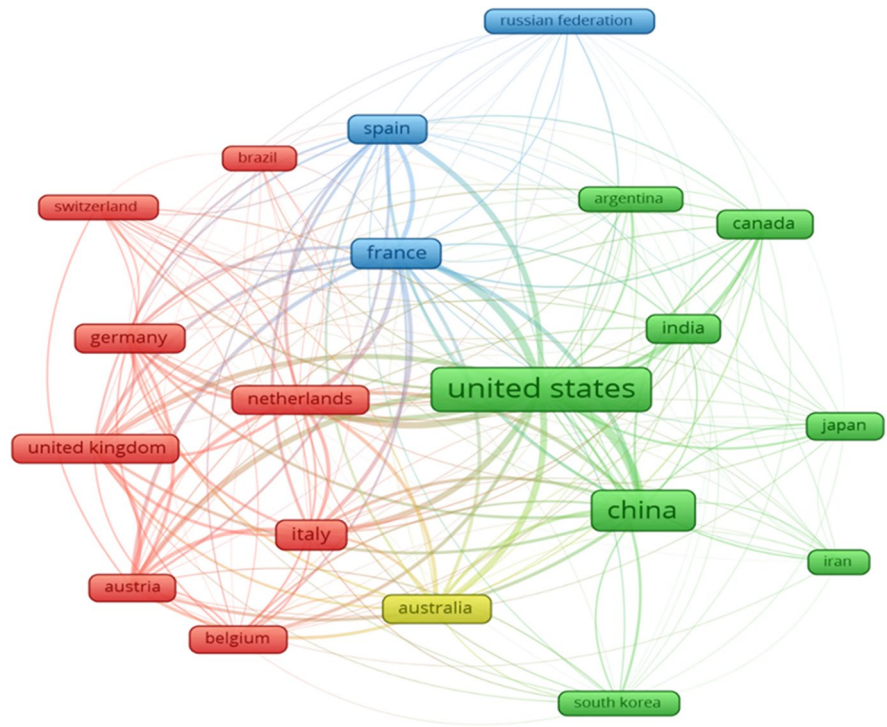 russian federation
spain
brazil
argentina
switzerland
canada
france
india
germany
united states
netherlands
japan
united kingdom
china
italy
iran
austria
australia
belgium
south korea